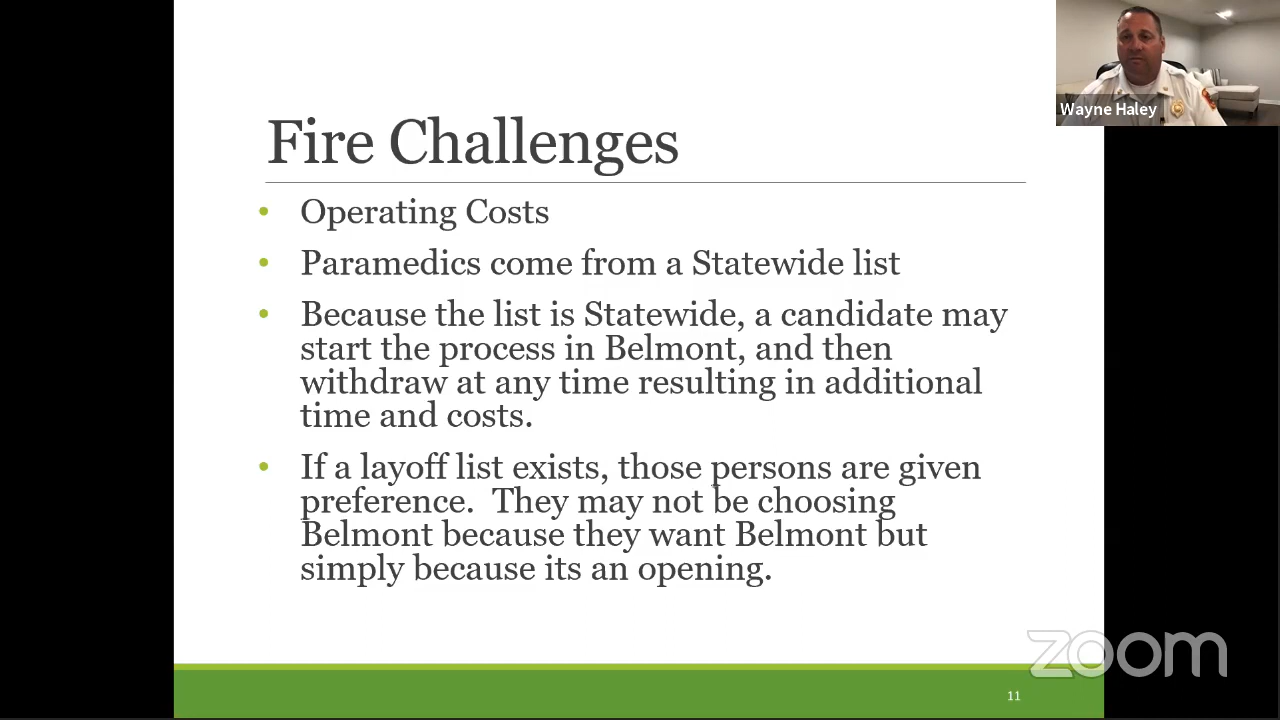 Wayne Haley
Fire Challenges
• Operating Costs
• Paramedics come from a Statewide list
• Because the list is Statewide, a candidate may
start the process in Belmont, and then
withdraw at any time resulting in additional
time and costs.
• If a layoff list exists, those persons are given
preference.  They may not be choosing
Belmont because they want Belmont but
simply because its an opening.
zoom
11